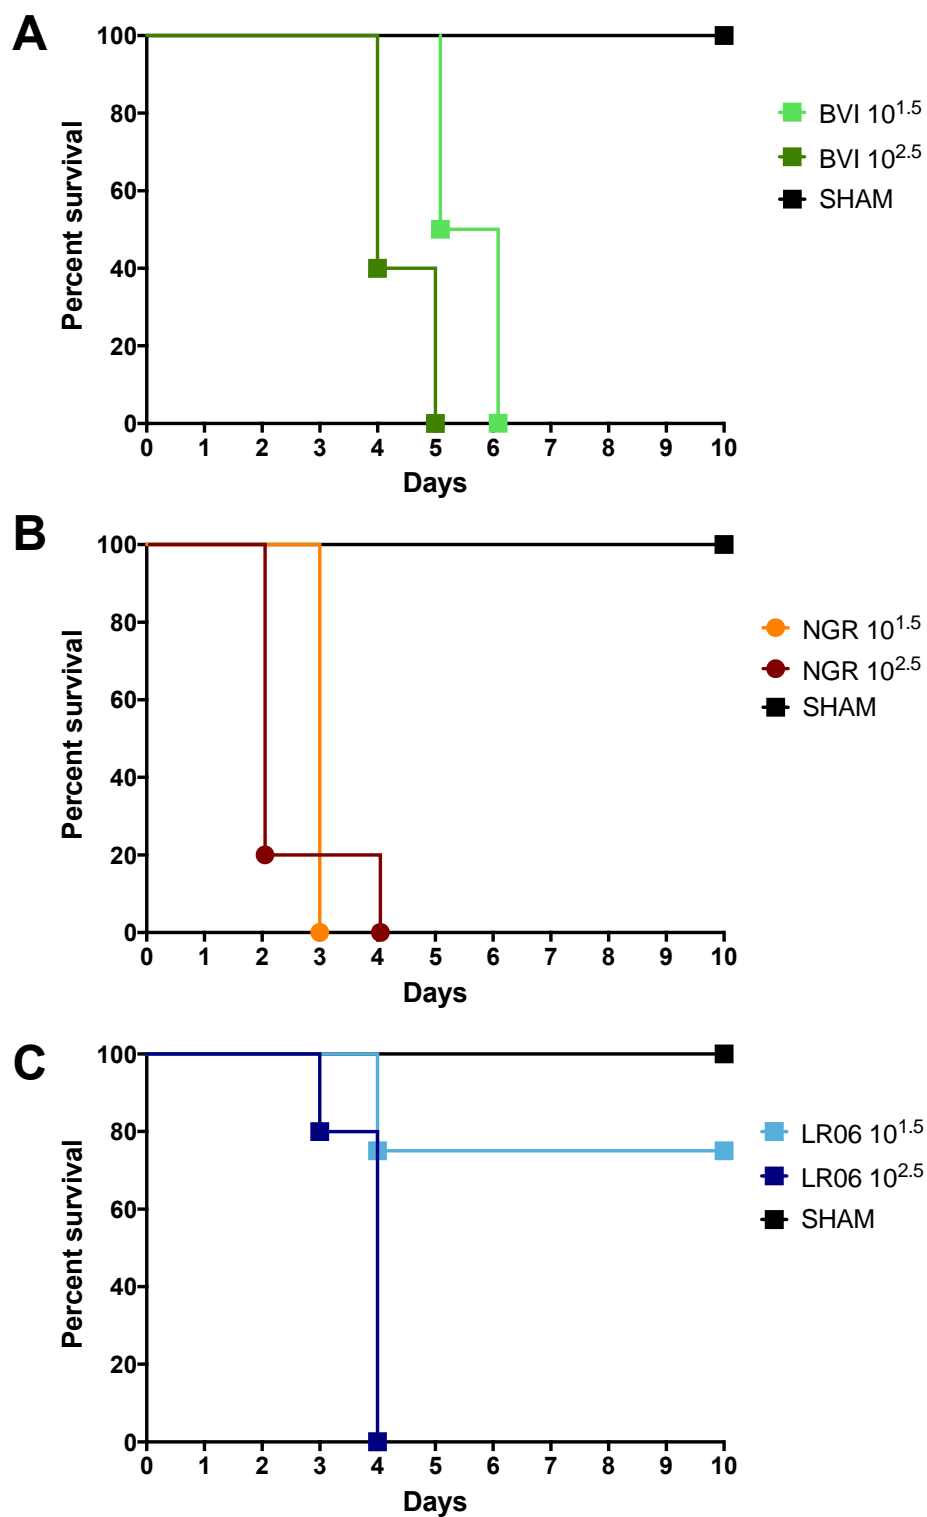 A
Percent survival
100
80
60
40
20
0
0 1 2 3 4 5 6 7 8 9 10
Days
BVI 10^1.5
BVI 10^2.5
SHAM
B
Percent survival
100
80
60
40
20
0
0 1 2 3 4 5 6 7 8 9 10
Days
NGR 10^1.5
NGR 10^2.5
SHAM
C
Percent survival
100
80
60
40
20
0
0 1 2 3 4 5 6 7 8 9 10
Days
LR06 10^1.5
LR06 10^2.5
SHAM